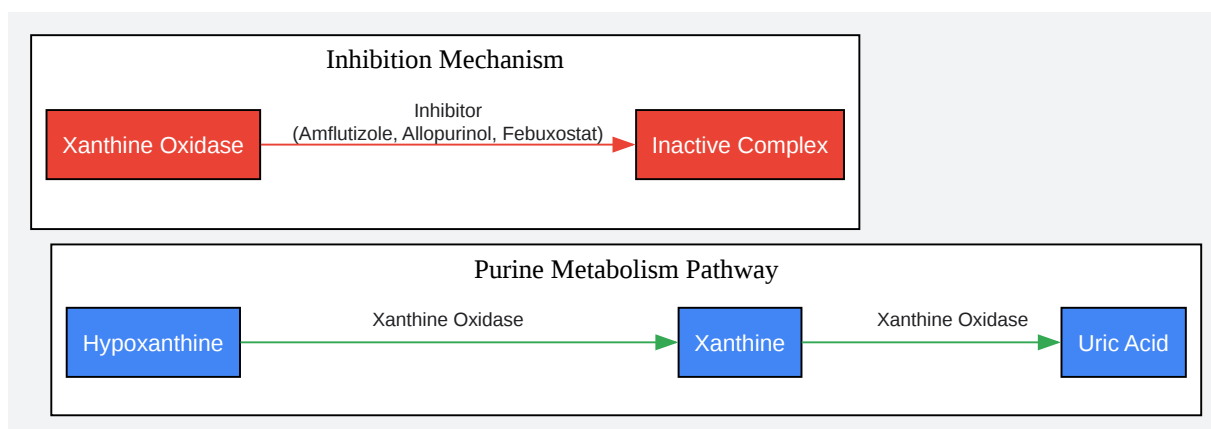 Inhibition Mechanism
Inhibitor
(Amflutizole, Allopurinol, Febuxostat)
Xanthine Oxidase
Inactive Complex
Purine Metabolism Pathway
Xanthine Oxidase
Xanthine Oxidase
Hypoxanthine
Xanthine
Uric Acid